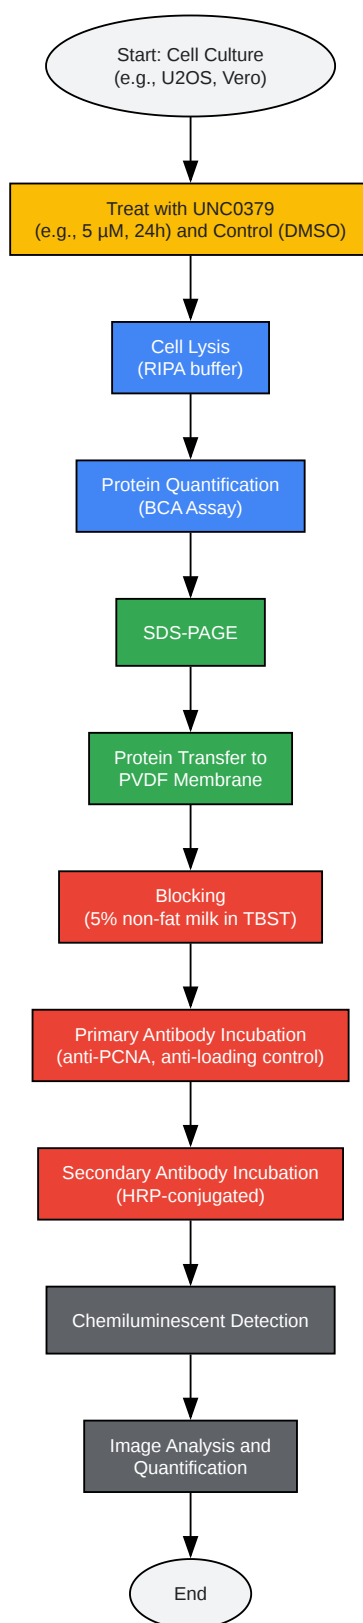 Start: Cell Culture
(e.g., U2OS, Vero)
Treat with UNC0379
(e.g., 5 µM, 24h) and Control (DMSO)
Cell Lysis
(RIPA buffer)
Protein Quantification
(BCA Assay)
SDS-PAGE
Protein Transfer to
PVDF Membrane
Blocking
(5% non-fat milk in TBST)
Primary Antibody Incubation
(anti-PCNA, anti-loading control)
Secondary Antibody Incubation
(HRP-conjugated)
Chemiluminescent Detection
Image Analysis and
Quantification
End